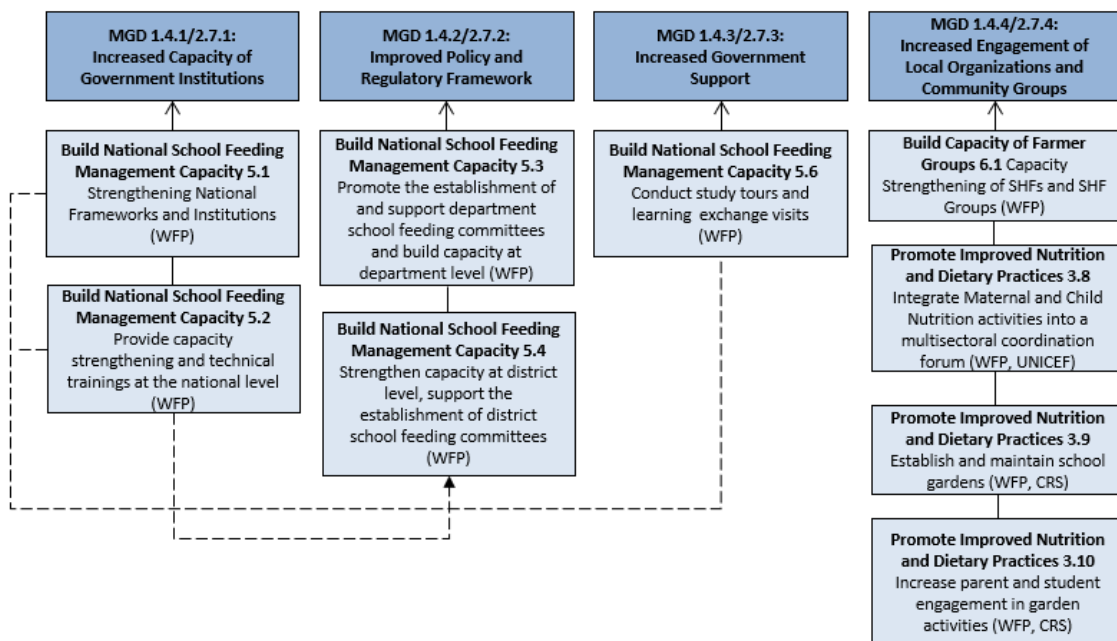 MGD 1.4.1/2.7.1:
Increased Capacity of
Government Institutions
Build National School Feeding
Management Capacity 5.1
Strengthening National
Frameworks and Institutions
(WFP)
Build National School Feeding
Management Capacity 5.2
Provide capacity
strengthening and technical
trainings at the national level
(WFP)
MGD 1.4.2/2.7.2:
Improved Policy and
Regulatory Framework
Build National School Feeding
Management Capacity 5.3
Promote the establishment of
and support department
school feeding committees
and build capacity at
department level (WFP)
Build National School Feeding
Management Capacity 5.4
Strengthen capacity at district
level, support the
establishment of district
school feeding committees
(WFP)
MGD 1.4.3/2.7.3:
Increased Government
Support
Build National School Feeding
Management Capacity 5.6
Conduct study tours and
learning exchange visits
(WFP)
MGD 1.4.4/2.7.4:
Increased Engagement of
Local Organizations and
Community Groups
Build Capacity of Farmer
Groups 6.1 Capacity
Strengthening of SHFs and SHF
Groups (WFP)
Promote Improved Nutrition
and Dietary Practices 3.8
Integrate Maternal and Child
Nutrition activities into a
multisectoral coordination
forum (WFP, UNICEF)
Promote Improved Nutrition
and Dietary Practices 3.9
Establish and maintain school
gardens (WFP, CRS)
Promote Improved Nutrition
and Dietary Practices 3.10
Increase parent and student
engagement in garden
activities (WFP, CRS)